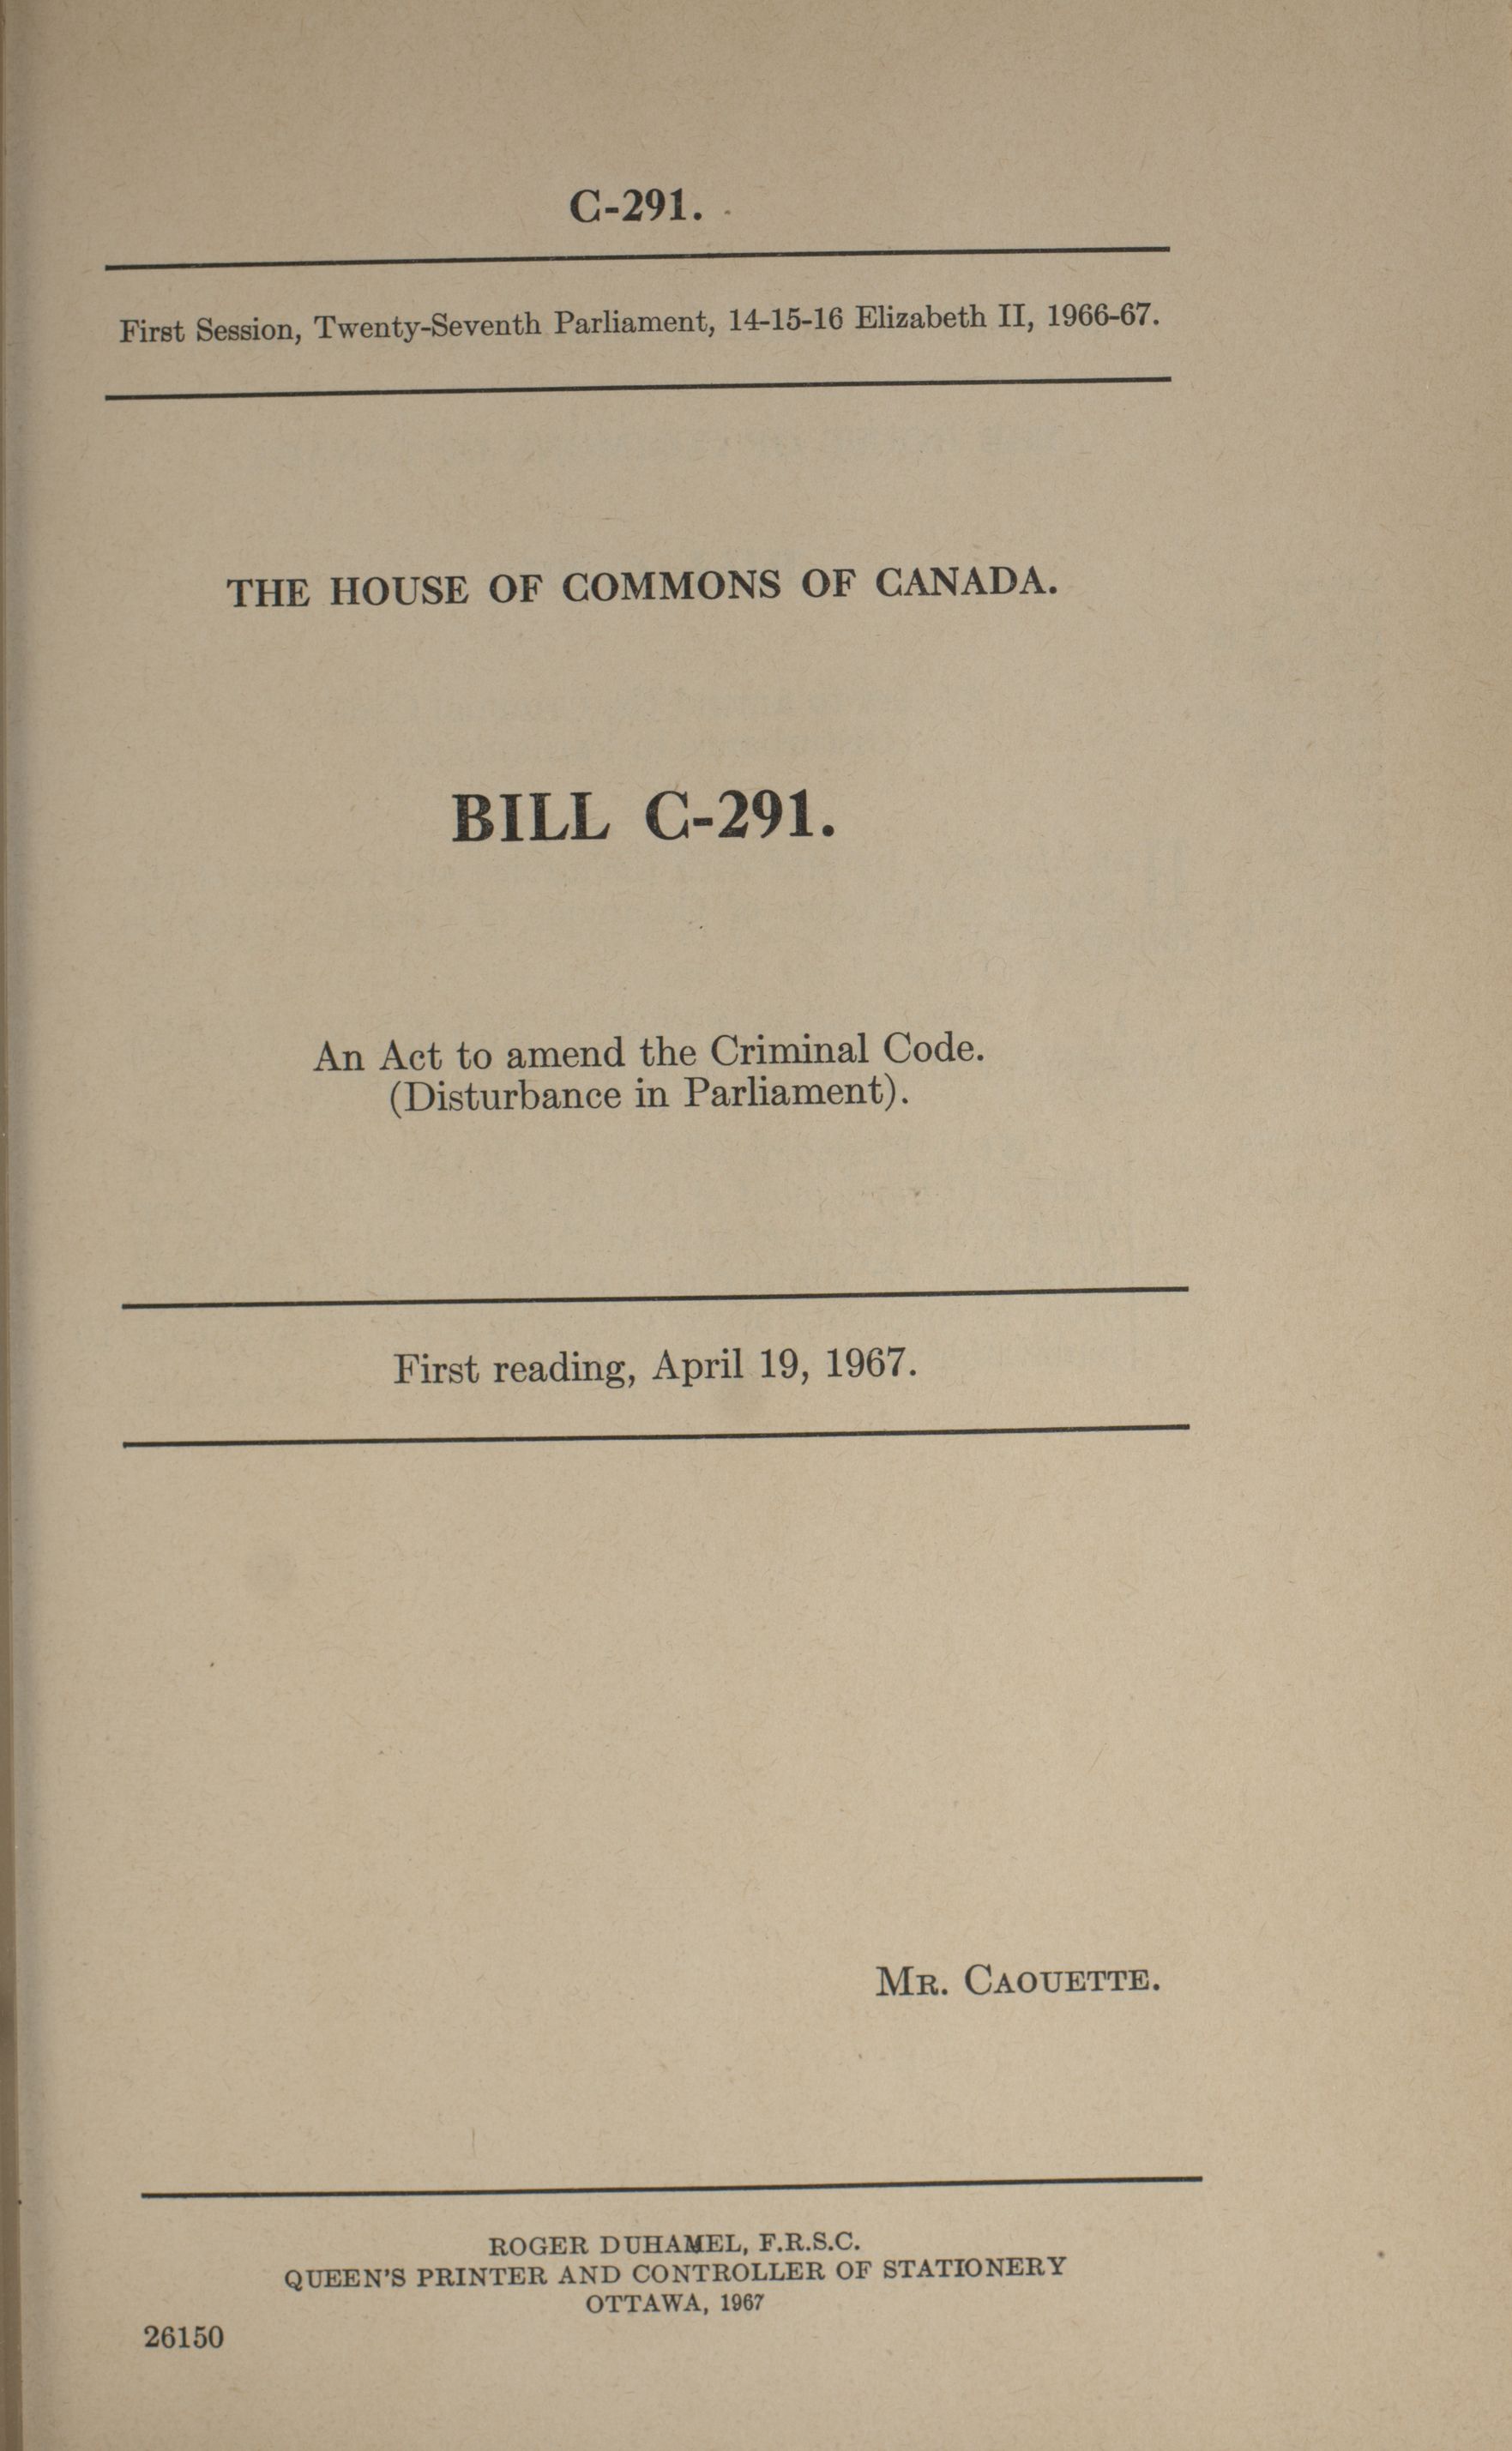 C-291.
First Session, Twenty-Seventh Parliament, 14-15-16 Elizabeth II, 1966-67.
THE HOUSE OF COMMONS OF CANADA.
BILL C-291.
An Act to amend the Criminal Code.
(Disturbance in Parliament).
First reading, April 19, 1967.
MR. CAOUETTE.
ROGER DUHAMEL, F.R.S.C.
QUEEN'S PRINTER AND CONTROLLER OF STATIONERY
OTTAWA, 1967
26150